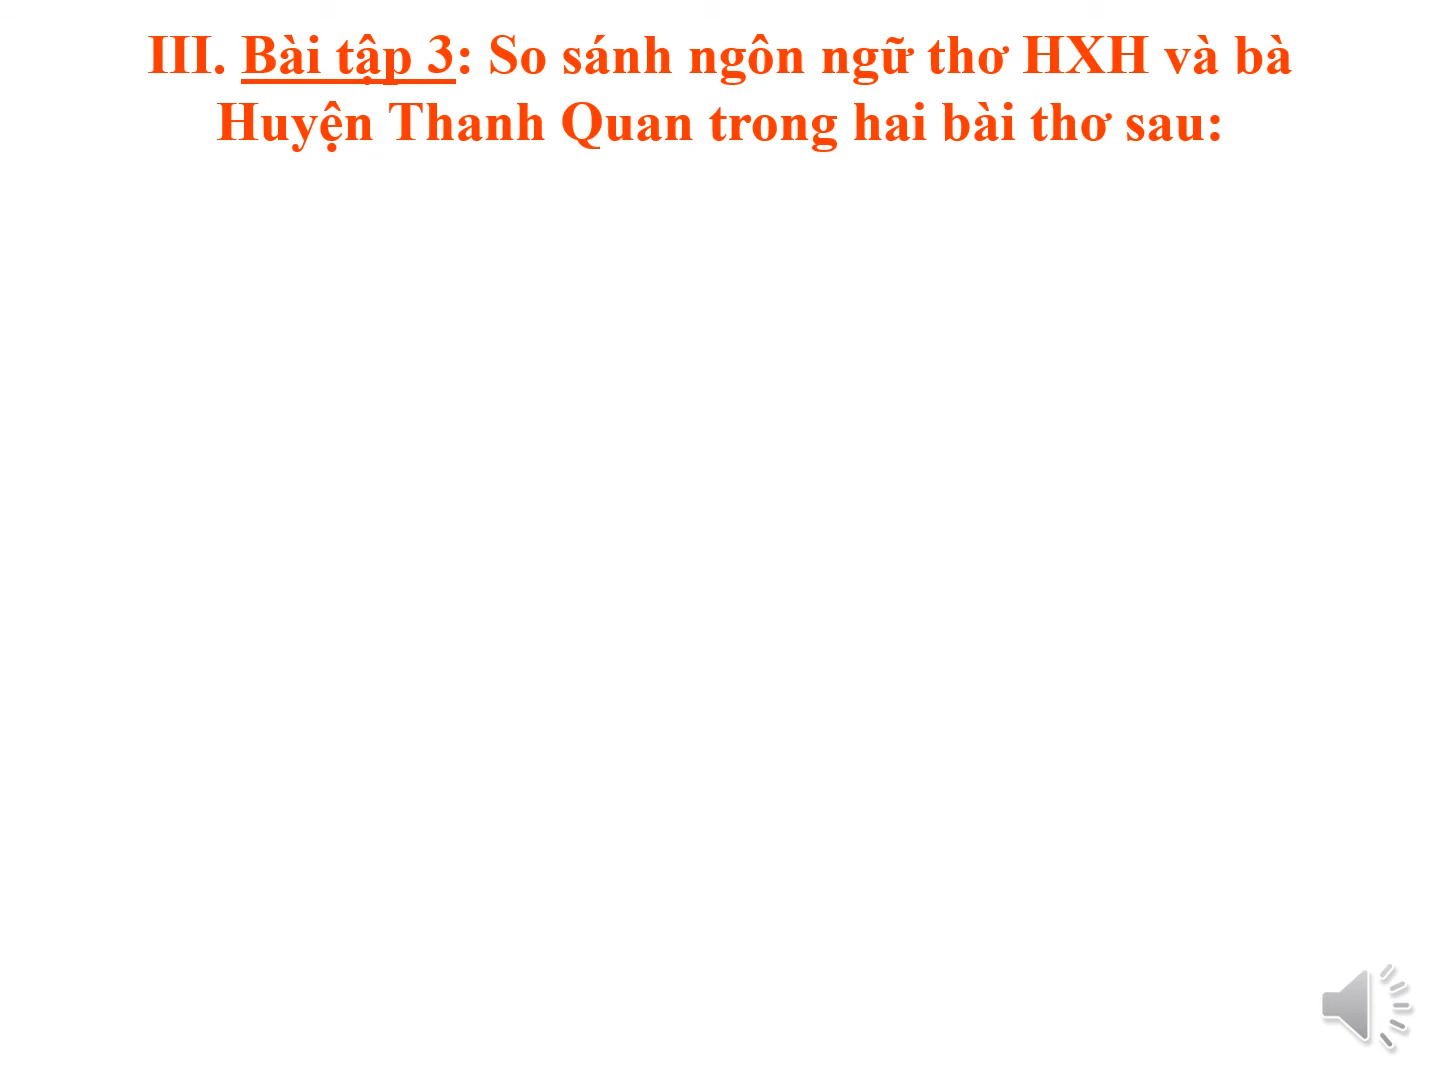 III. Bài tập 3: So sánh ngôn ngữ thơ HXH và bà
Huyện Thanh Quan trong hai bài thơ sau: